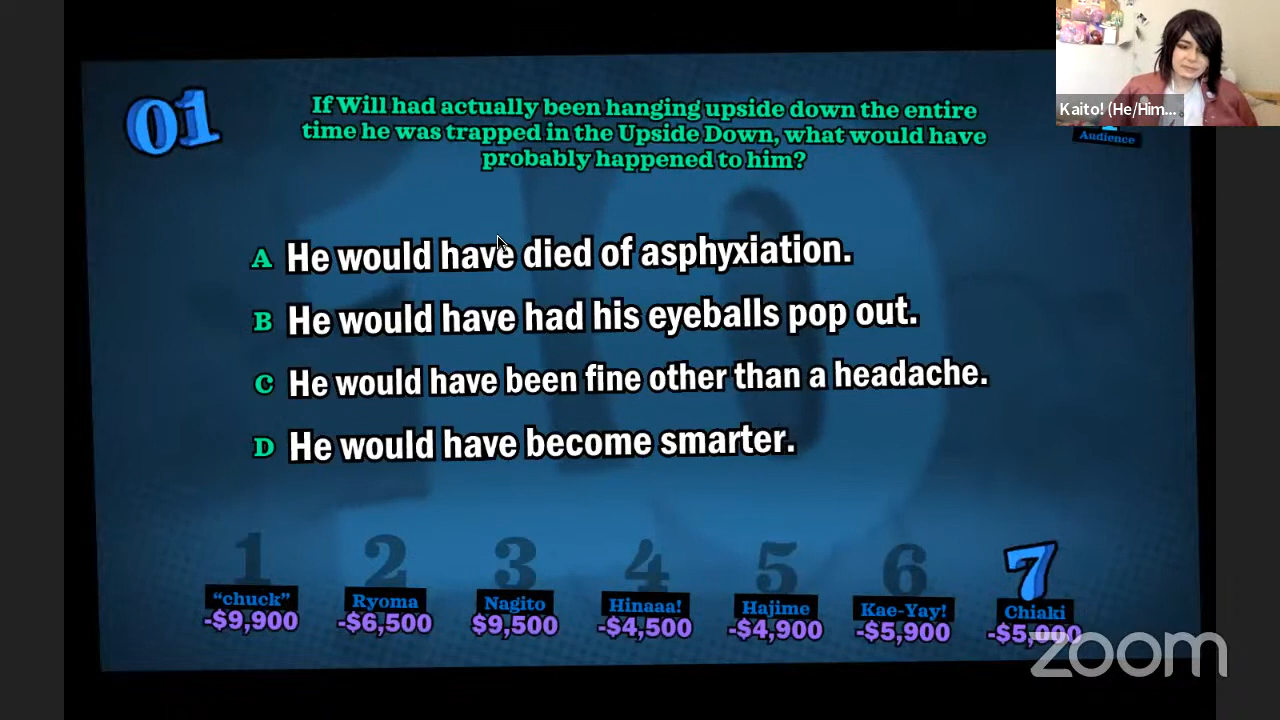 01
If Will had actually been hanging upside down the entire
time he was trapped in the Upside Down, what would have
probably happened to him?
Kaito! (He/Him...
Audience
A He would have died of asphyxiation.
B He would have had his eyeballs pop out.
C He would have been fine other than a headache.
D He would have become smarter.
10
1 2 3 4 5 6 7
"chuck" Ryoma Nagito Hinaaa! Hajime Kae-Yay! Chiaki
-$9,900 -$6,500 $9,500 -$4,500 -$4,900 -$5,900
zoom